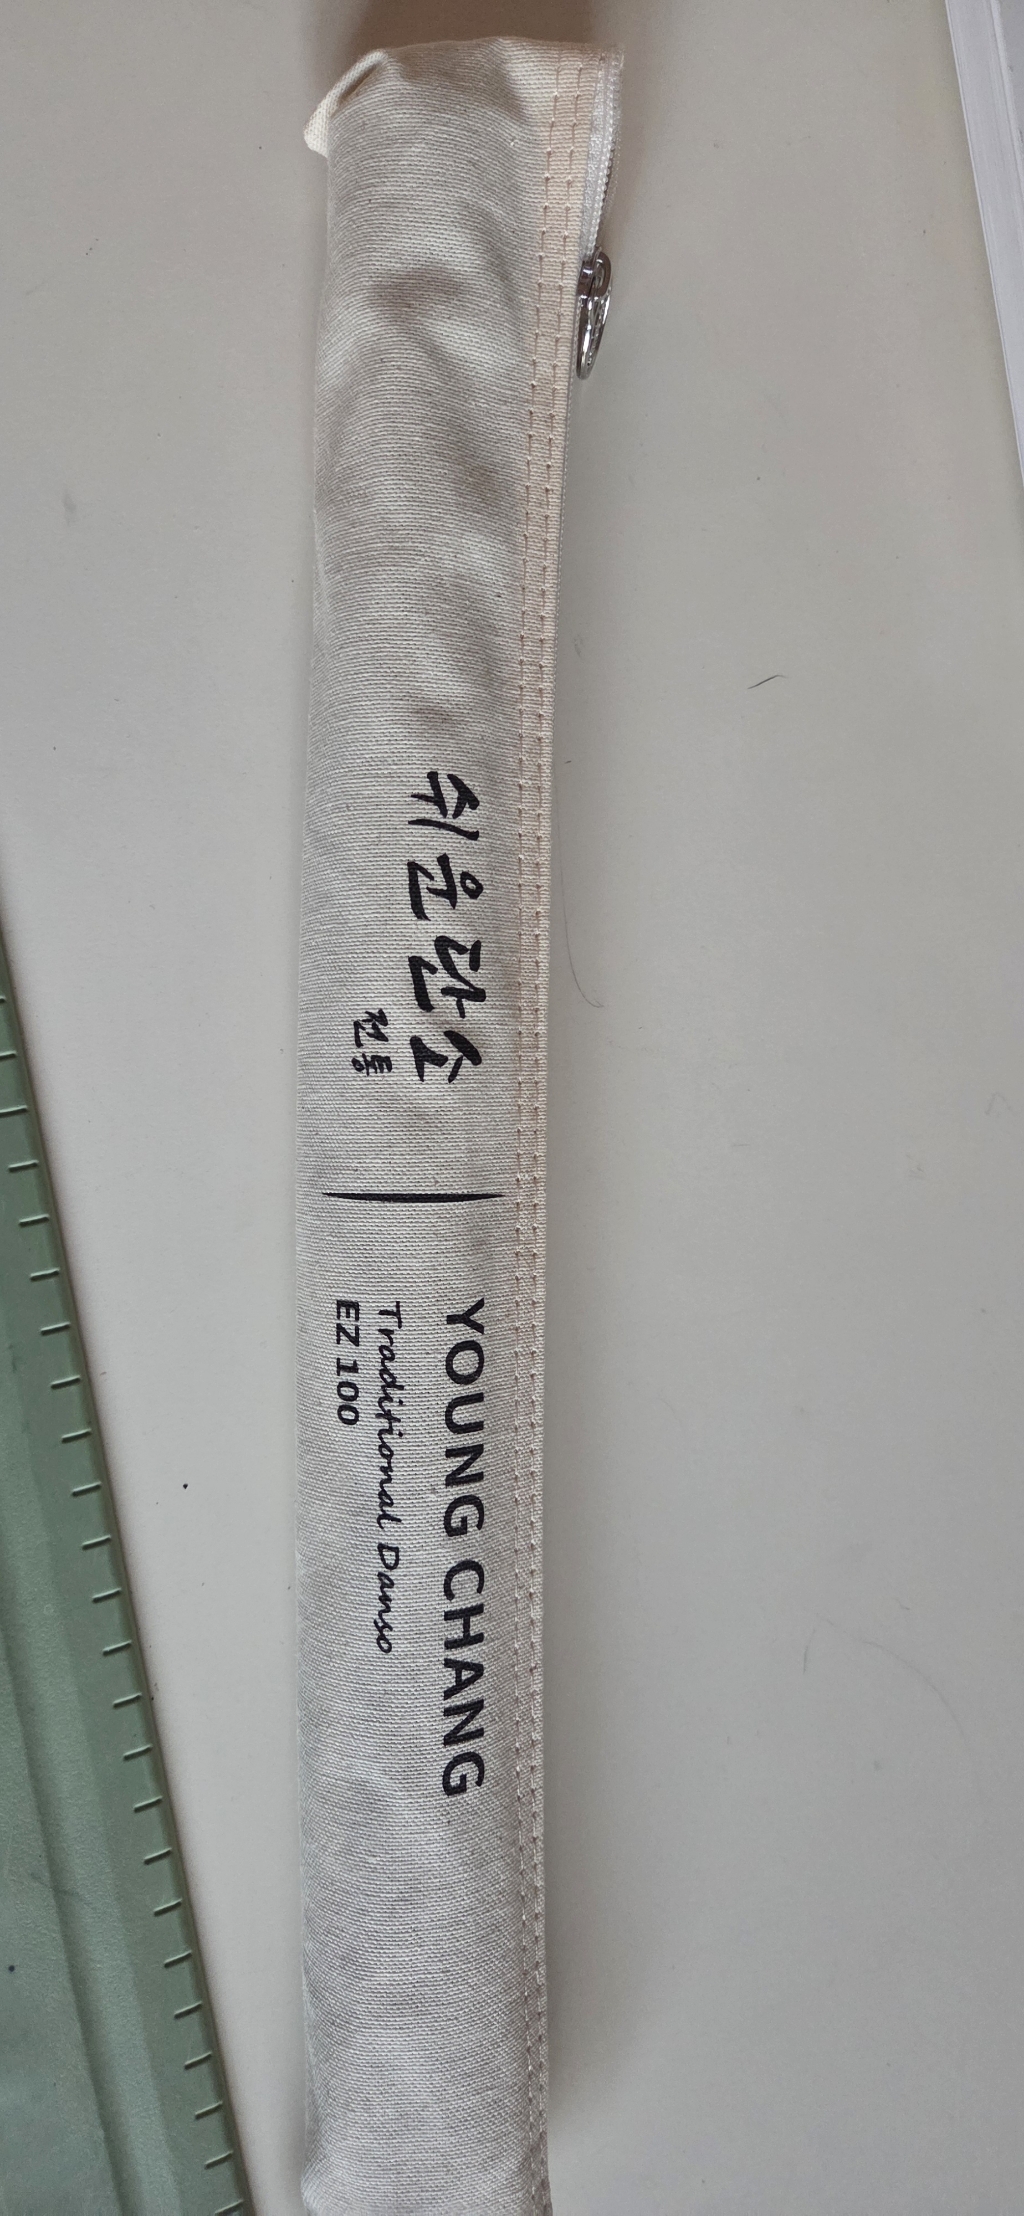 쉬운단소
전통
YOUNG CHANG
Traditional Danso
EZ 100